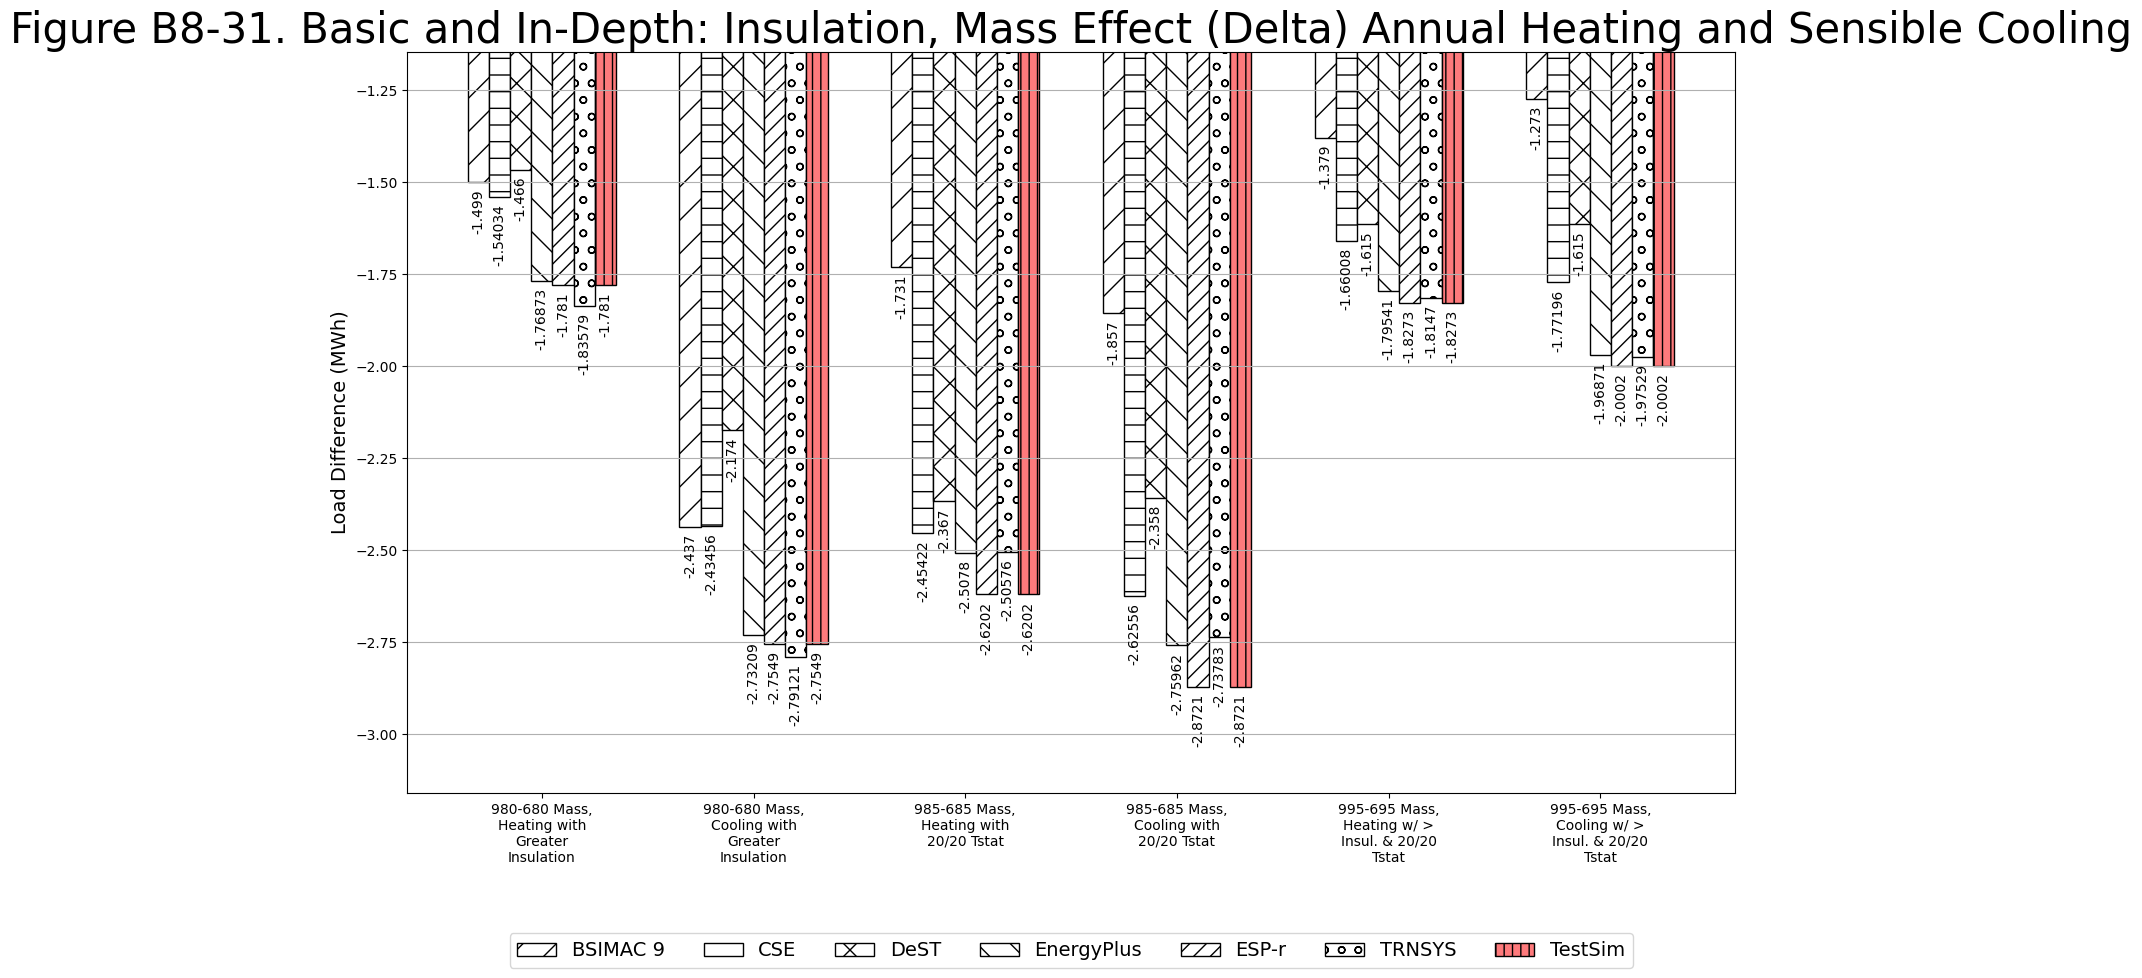 Figure B8-31. Basic and In-Depth: Insulation, Mass Effect (Delta) Annual Heating and Sensible Cooling
Load Difference (MWh)
−1.25
−1.50
−1.75
−2.00
−2.25
−2.50
−2.75
−3.00
-1.499
-1.54034
-1.466
-1.76873
-1.781
-1.83579
-1.781
-2.437
-2.43456
-2.174
-2.73209
-2.7549
-2.79121
-2.7549
-1.731
-2.45422
-2.367
-2.5078
-2.6202
-2.50576
-2.6202
-1.857
-2.62556
-2.358
-2.75962
-2.8721
-2.73783
-2.8721
-1.379
-1.66008
-1.615
-1.79541
-1.8273
-1.8147
-1.8273
-1.273
-1.77196
-1.615
-1.96871
-2.0002
-1.97529
-2.0002
980-680 Mass,
Heating with
Greater
Insulation
980-680 Mass,
Cooling with
Greater
Insulation
985-685 Mass,
Heating with
20/20 Tstat
985-685 Mass,
Cooling with
20/20 Tstat
995-695 Mass,
Heating w/ >
Insul. & 20/20
Tstat
995-695 Mass,
Cooling w/ >
Insul. & 20/20
Tstat
BSIMAC 9
CSE
DeST
EnergyPlus
ESP-r
TRNSYS
TestSim